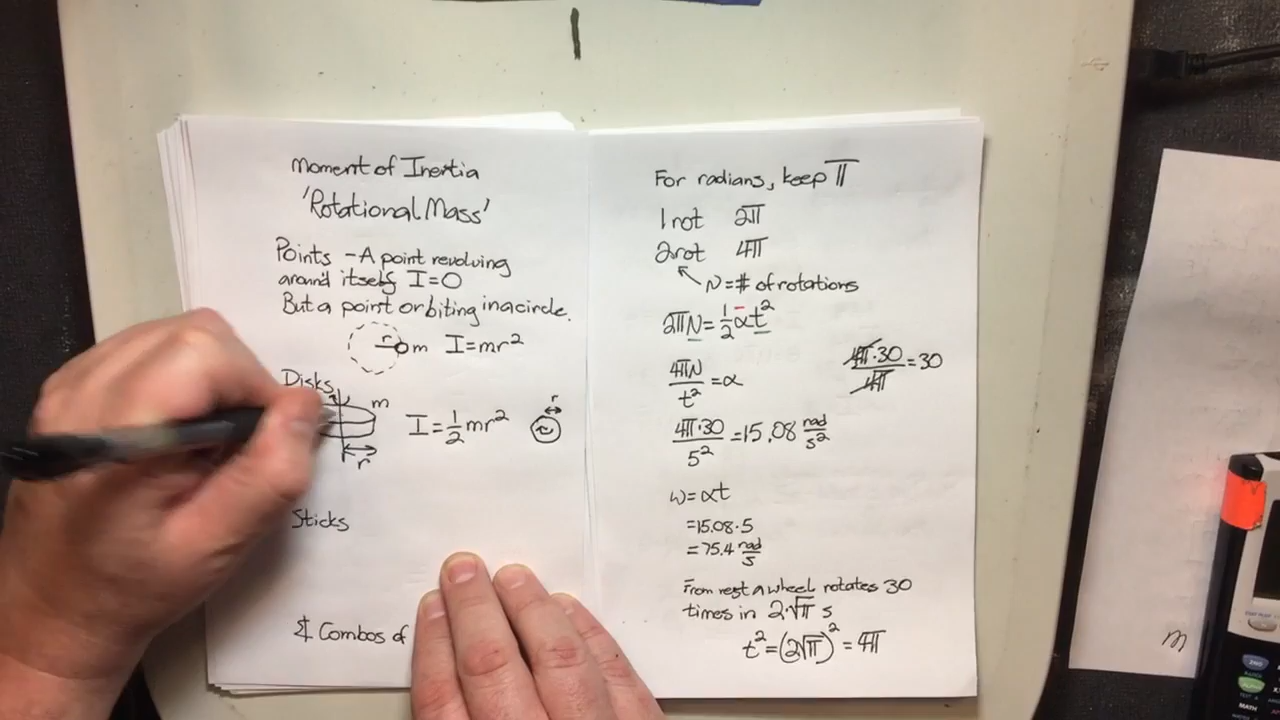 Moment of Inertia
'Rotational Mass'
Points - A point revolving
around itself I=0
But a point orbiting in a circle.
r m I=mr²
Disks
m
r
I=½mr²
r
Sticks
& Combos of
For radians, keep π
1 rot 2π
2 rot 4π
N=# of rotations
2πN=½αt²
4πN/t²=α
4π·30/4π=30
4π·30/5²=15.08 rad/s²
ω=αt
=15.08·5
=75.4 rad/s
From rest a wheel rotates 30
times in 2√π s
t²=(2√π)²=4π
m
2ND
ALPHA
MATH